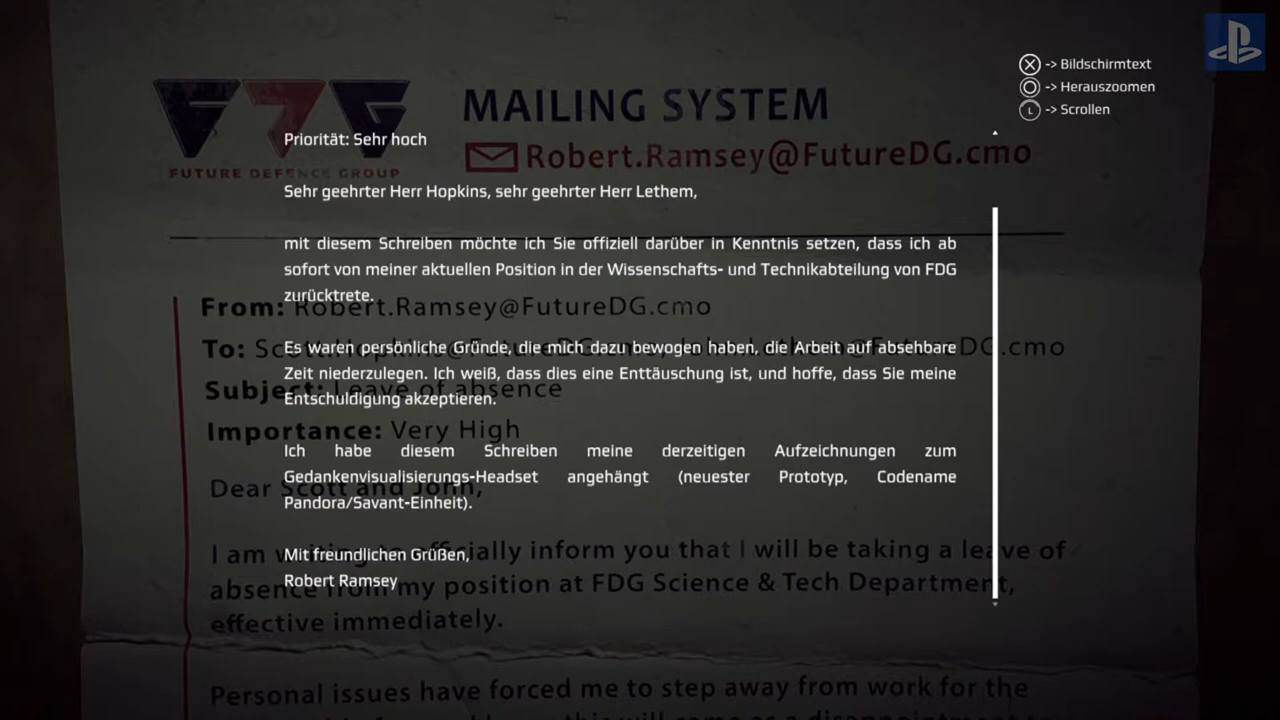 -> Bildschirmtext
-> Herauszoomen
L -> Scrollen
FDG
FUTURE DEFENCE GROUP
MAILING SYSTEM
Robert.Ramsey@FutureDG.cmo
Priorität: Sehr hoch
Sehr geehrter Herr Hopkins, sehr geehrter Herr Lethem,
mit diesem Schreiben möchte ich Sie offiziell darüber in Kenntnis setzen, dass ich ab
sofort von meiner aktuellen Position in der Wissenschafts- und Technikabteilung von FDG
zurücktrete.
Es waren persönliche Gründe, die mich dazu bewogen haben, die Arbeit auf absehbare
Zeit niederzulegen. Ich weiß, dass dies eine Enttäuschung ist, und hoffe, dass Sie meine
Entschuldigung akzeptieren.
Ich habe diesem Schreiben meine derzeitigen Aufzeichnungen zum
Gedankenvisualisierungs-Headset angehängt (neuester Prototyp, Codename
Pandora/Savant-Einheit).
Mit freundlichen Grüßen,
Robert Ramsey
From: Robert.Ramsey@FutureDG.cmo
To:
Subject: Leave of absence
Importance: Very High
Dear Scott and John,
I am writing to officially inform you that I will be taking a leave of
absence from my position at FDG Science & Tech Department,
effective immediately.
Personal issues have forced me to step away from work for the